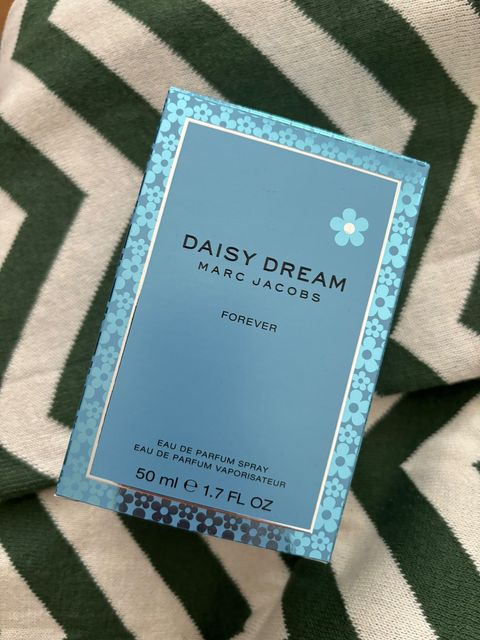 DAISY DREAM
MARC JACOBS
FOREVER
EAU DE PARFUM SPRAY
EAU DE PARFUM VAPORISATEUR
50 ml ℮ 1.7 FL OZ